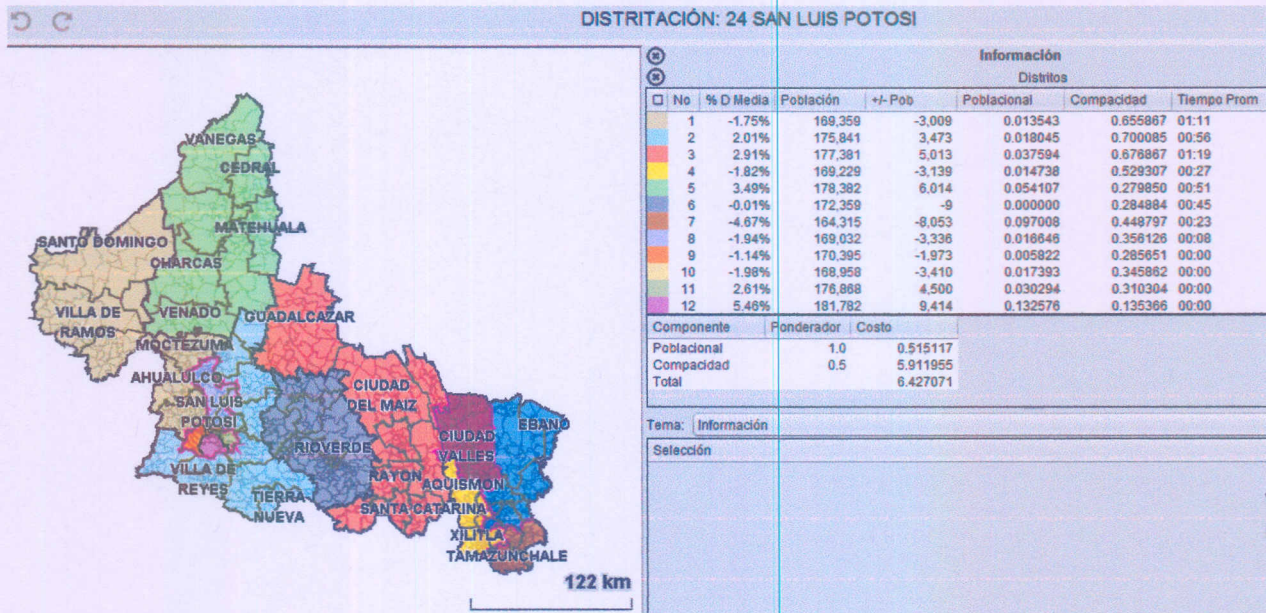 DISTRITACIÓN: 24 SAN LUIS POTOSI
Información
Distritos
No % D Media Población +/- Pob Poblacional Compacidad Tiempo Prom
1 -1.75% 169,359 -3,009 0.013543 0.655867 01:11
2 2.01% 175,841 3,473 0.018045 0.700085 00:56
3 2.91% 177,381 5,013 0.037594 0.676867 01:19
4 -1.82% 169,229 -3,139 0.014738 0.529307 00:27
5 3.49% 178,382 6,014 0.054107 0.279850 00:51
6 -0.01% 172,359 -9 0.000000 0.284884 00:45
7 -4.67% 164,315 -8,053 0.097008 0.448797 00:23
8 -1.94% 169,032 -3,336 0.016646 0.356126 00:08
9 -1.14% 170,395 -1,973 0.005822 0.285651 00:00
10 -1.98% 168,958 -3,410 0.017393 0.345862 00:00
11 2.61% 176,868 4,500 0.030294 0.310304 00:00
12 5.46% 181,782 9,414 0.132576 0.135366 00:00
Componente Ponderador Costo
Poblacional 1.0 0.515117
Compacidad 0.5 5.911955
Total 6.427071
Tema: Información
Selección
VANEGAS
CEDRAL
MATEHUALA
SANTO DOMINGO
CHARCAS
VILLA DE
RAMOS
VENADO
GUADALCAZAR
MOCTEZUMA
AHUALULCO
SAN LUIS
POTOSI
CIUDAD
DEL MAIZ
EBANO
CIUDAD
VALLES
RIOVERDE
VILLA DE
REYES
RAYON
AQUISMON
TIERRA
NUEVA
SANTA CATARINA
XILITLA
TAMAZUNCHALE
122 km